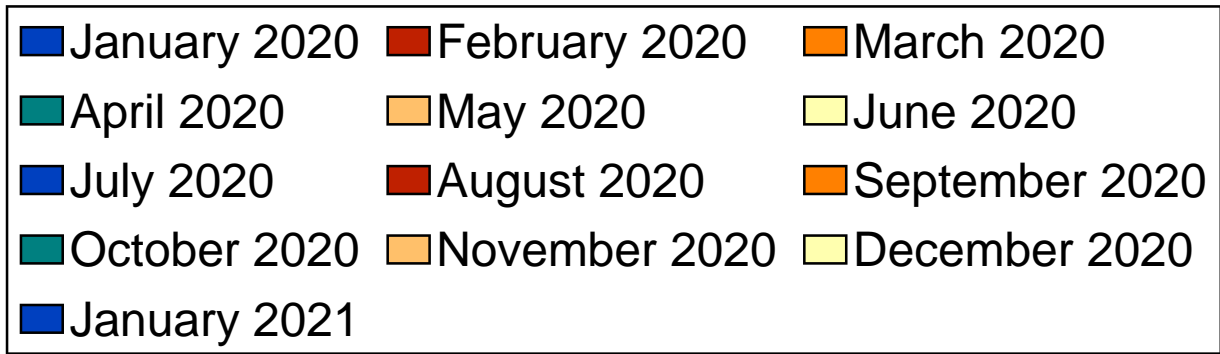 January 2020 February 2020 March 2020
April 2020 May 2020 June 2020
July 2020 August 2020 September 2020
October 2020 November 2020 December 2020
January 2021